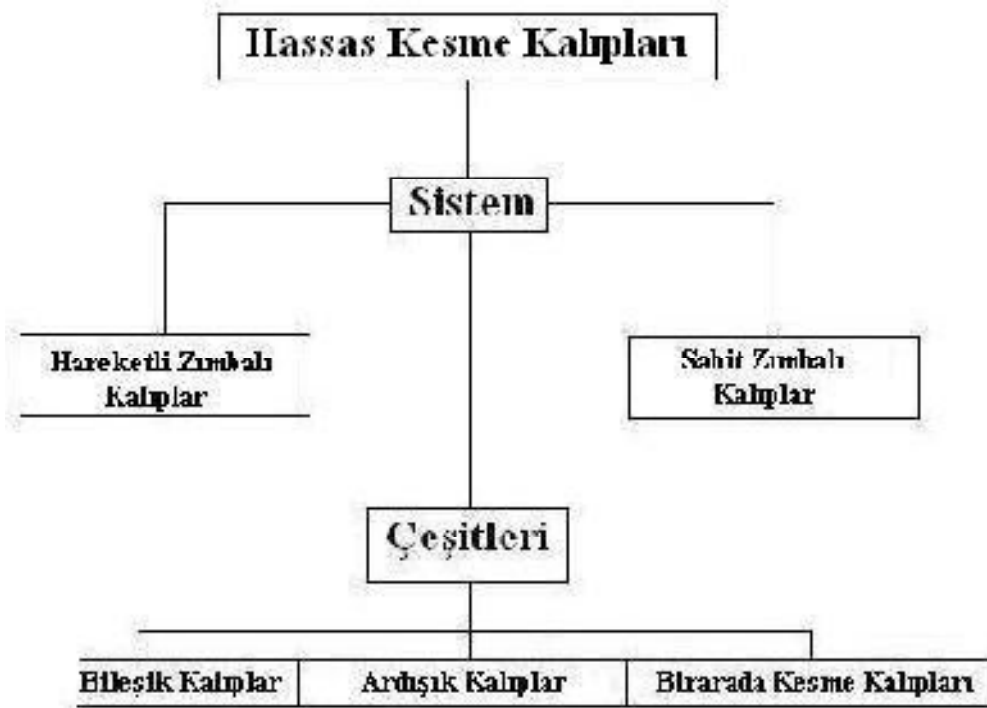 Hassas Kesme Kalıpları
Sistem
Hareketli Zımbalı
Kalıplar
Sabit Zımbalı
Kalıplar
Çeşitleri
Bileşik Kalıplar
Ardışık Kalıplar
Birarada Kesme Kalıpları